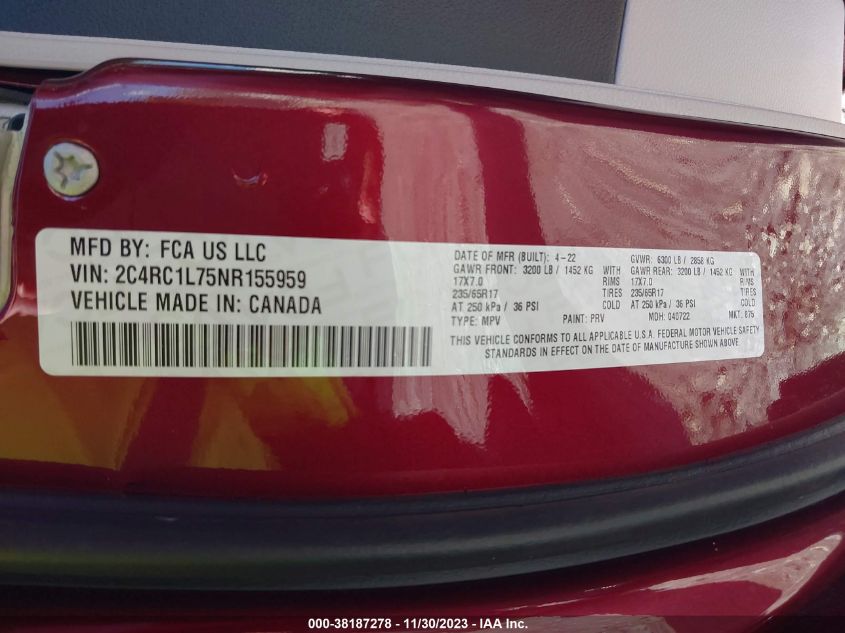 MFD BY: FCA US LLC
VIN: 2C4RC1L75NR155959
VEHICLE MADE IN: CANADA
DATE OF MFR (BUILT): 4-22 GVWR: 6300 LB / 2858 KG
GAWR FRONT: 3200 LB / 1452 KG WITH GAWR REAR: 3200 LB / 1452 KG WITH
17X7.0 RIMS 17X7.0 RIMS
235/65R17 TIRES 235/65R17 TIRES
AT 250 kPa / 36 PSI COLD AT 250 kPa / 36 PSI COLD
TYPE: MPV PAINT: PRV MDH: 040722 MKT: 876
THIS VEHICLE CONFORMS TO ALL APPLICABLE U.S.A. FEDERAL MOTOR VEHICLE SAFETY
STANDARDS IN EFFECT ON THE DATE OF MANUFACTURE SHOWN ABOVE.
000-38187278 - 11/30/2023 - IAA Inc.